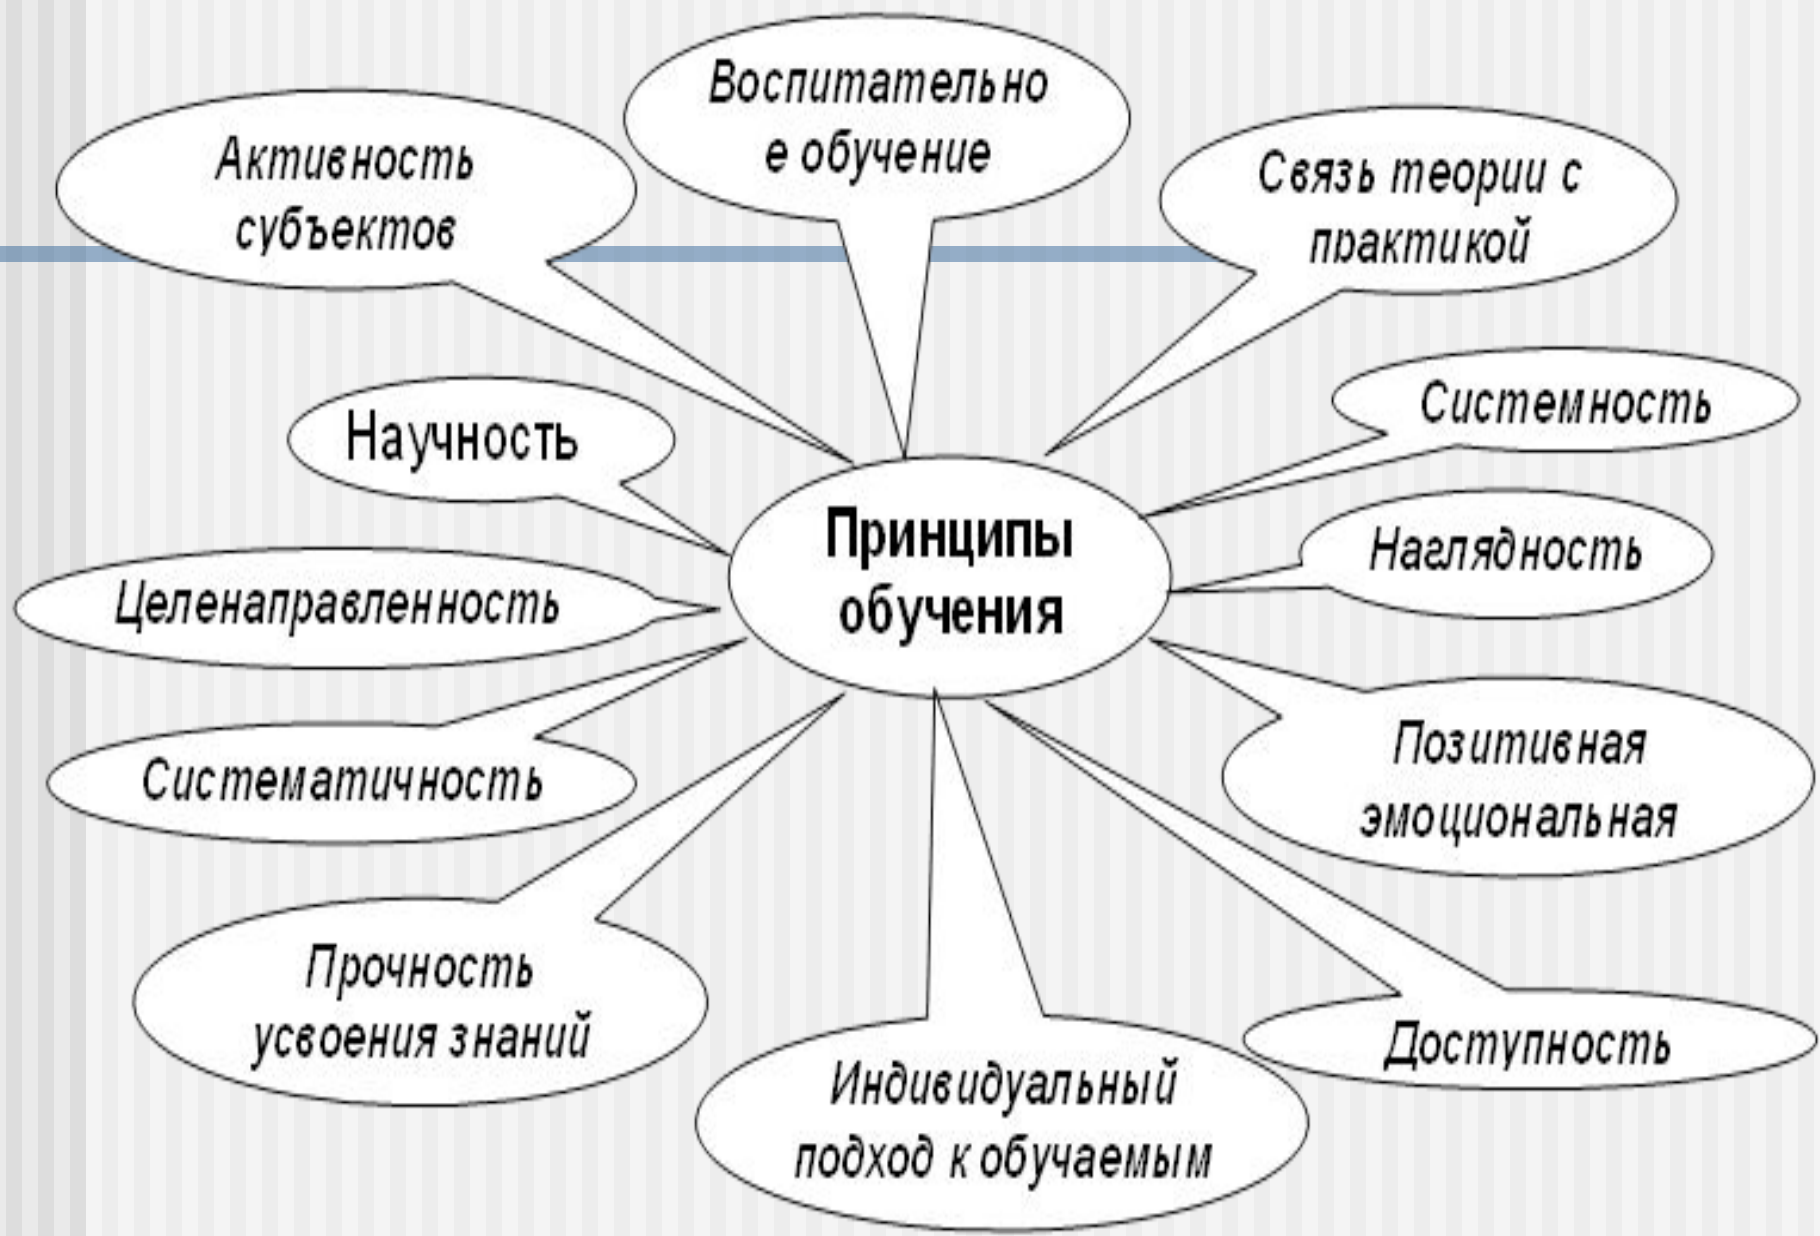 Воспитательно
е обучение
Активность
субъектов
Связь теории с
практикой
Научность
Системность
Принципы
обучения
Наглядность
Целенаправленность
Систематичность
Позитивная
эмоциональная
Прочность
усвоения знаний
Индивидуальный
подход к обучаемым
Доступность